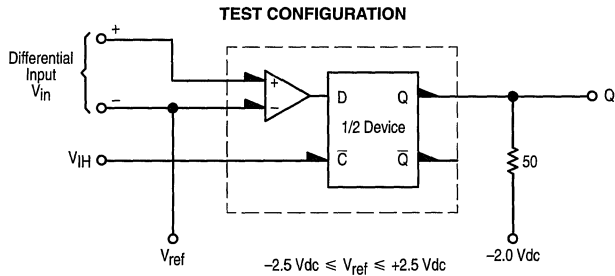 TEST CONFIGURATION
+
Differential
Input
Vin
−
+
−
D
Q
1/2 Device
C̅
Q̅
Q
VIH
50
Vref
−2.0 Vdc
−2.5 Vdc ≤ Vref ≤ +2.5 Vdc